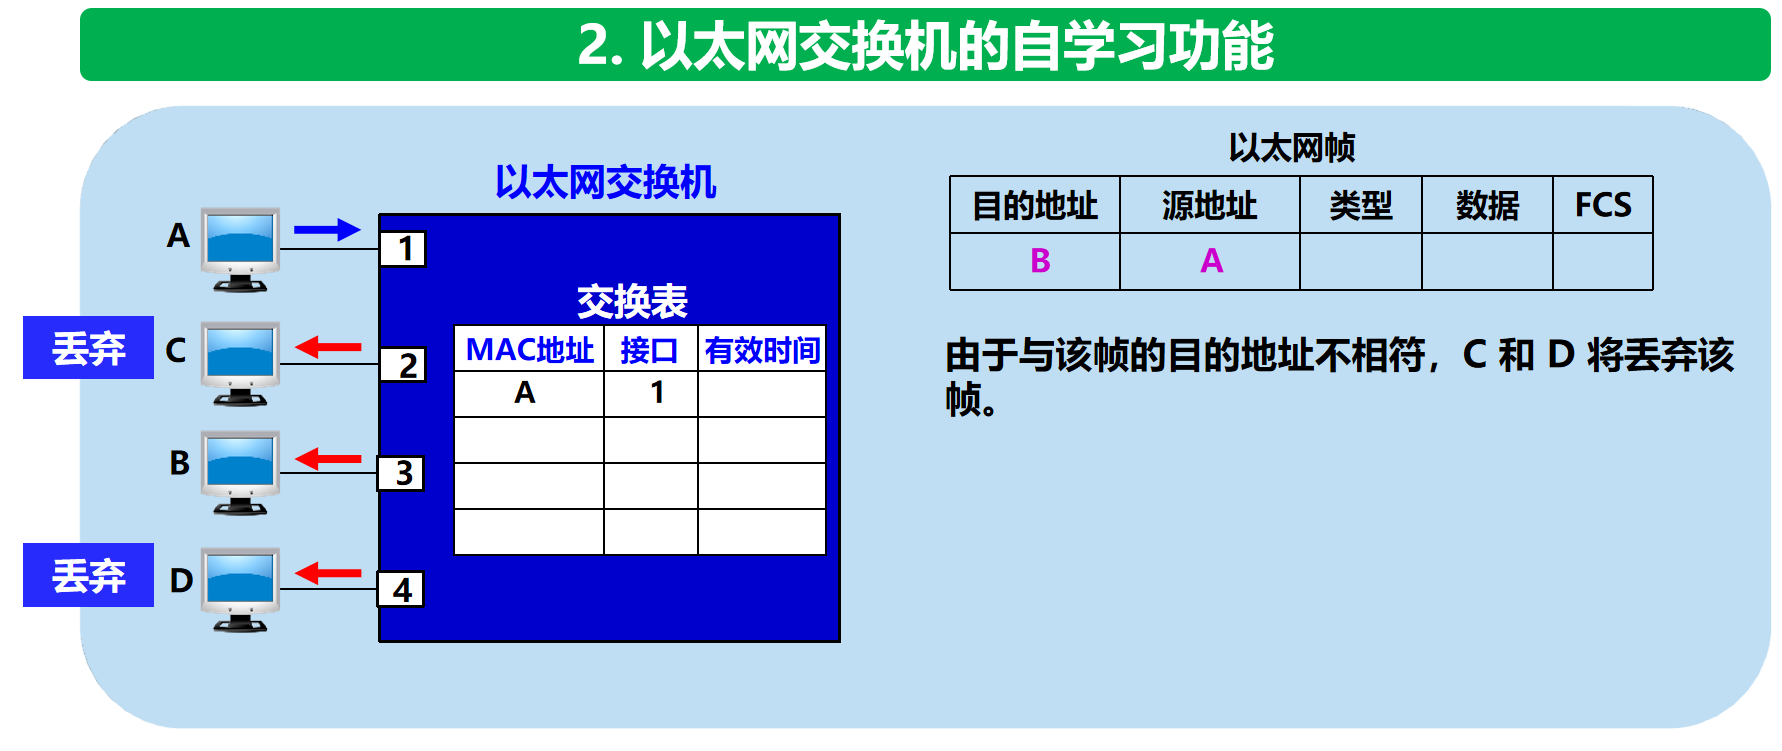 2. 以太网交换机的自学习功能
以太网交换机
A
1
丢弃
C
2
B
3
丢弃
D
4
交换表
MAC地址 接口 有效时间
A 1
以太网帧
目的地址 源地址 类型 数据 FCS
B A
由于与该帧的目的地址不相符，C 和 D 将丢弃该
帧。